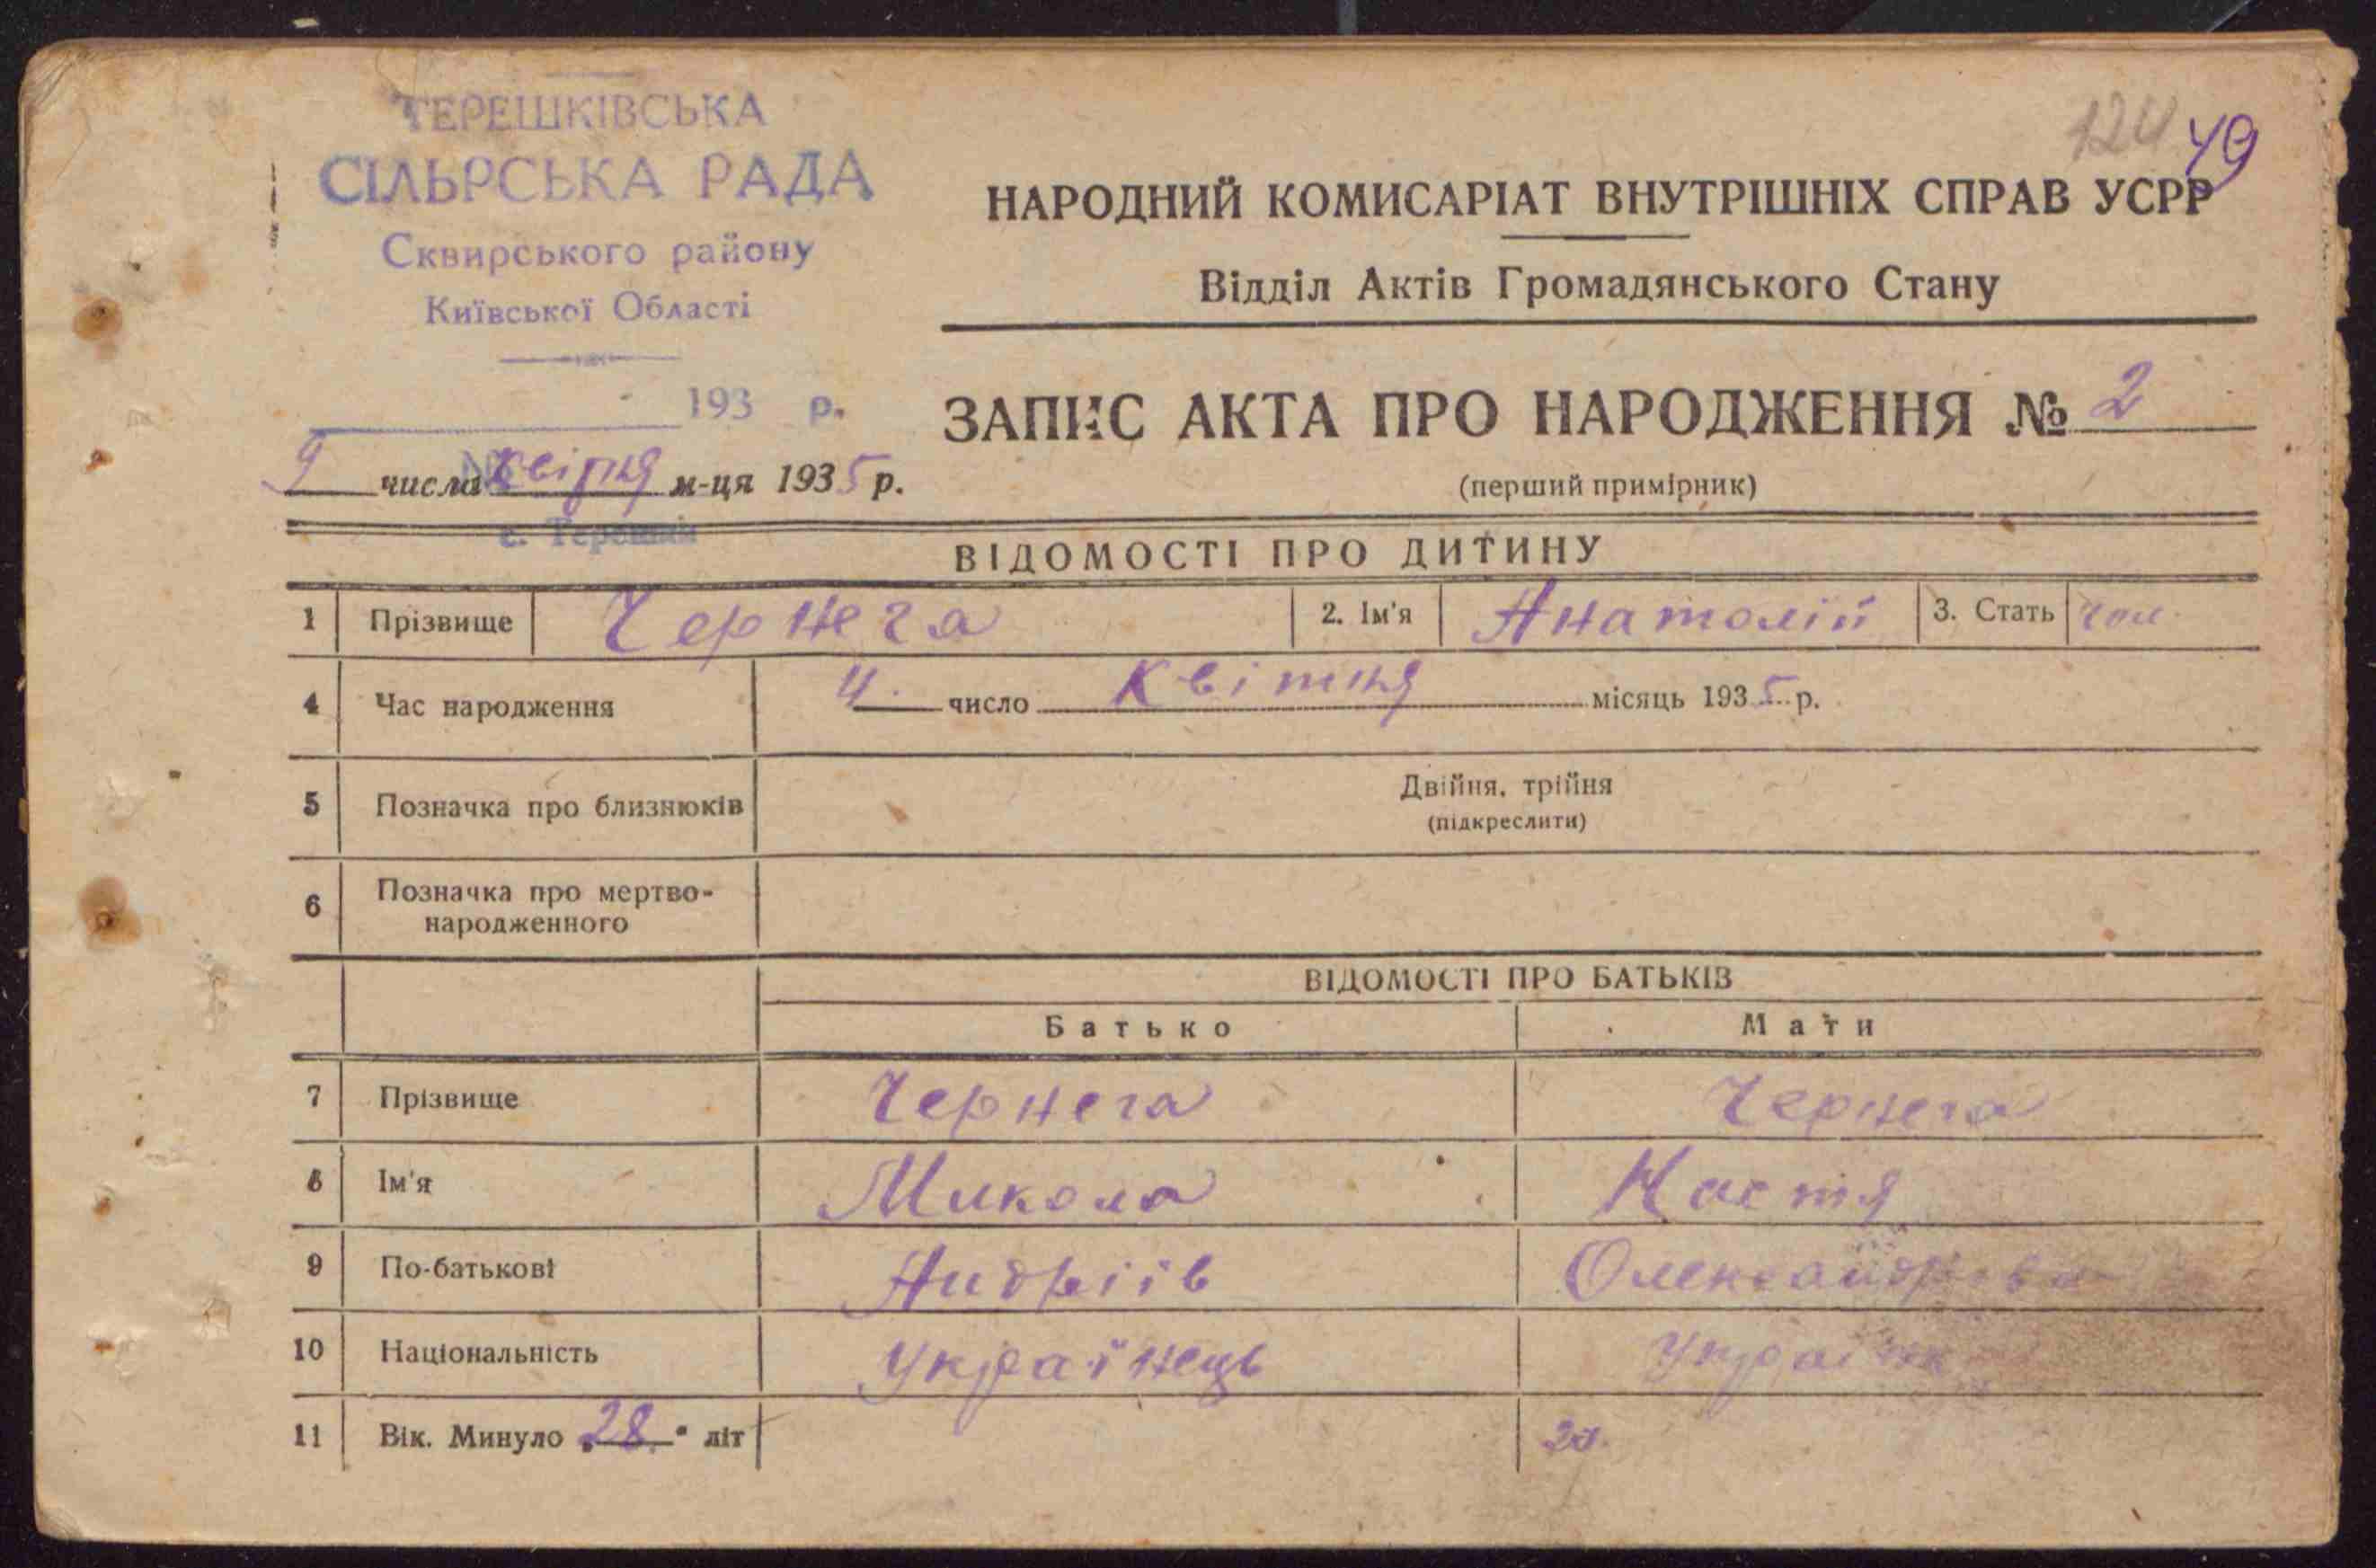 ТЕРЕШКІВСЬКА
СІЛЬРСЬКА РАДА
Сквирського району
Київської Області
193 р.
124 49
НАРОДНИЙ КОМИСАРІАТ ВНУТРІШНІХ СПРАВ УСРР
Відділ Актів Громадянського Стану
ЗАПИС АКТА ПРО НАРОДЖЕННЯ № 2
(перший примірник)
9 числа квітня м-ця 1935 р.
с. Терешки
ВІДОМОСТІ ПРО ДИТИНУ
1 Прізвище Чернега 2. Ім'я Анатолій 3. Стать чол.
4 Час народження 4. число Квітня місяць 1935 р.
5 Позначка про близнюків Двійня, трійня
(підкреслити)
6 Позначка про мертво-
народженного
ВІДОМОСТІ ПРО БАТЬКІВ
Батько Мати
7 Прізвище Чернега Чернега
8 Ім'я Микола Настя
9 По-батькові Андріїв Олександрівна
10 Національність Українець
11 Вік. Минуло 28. літ